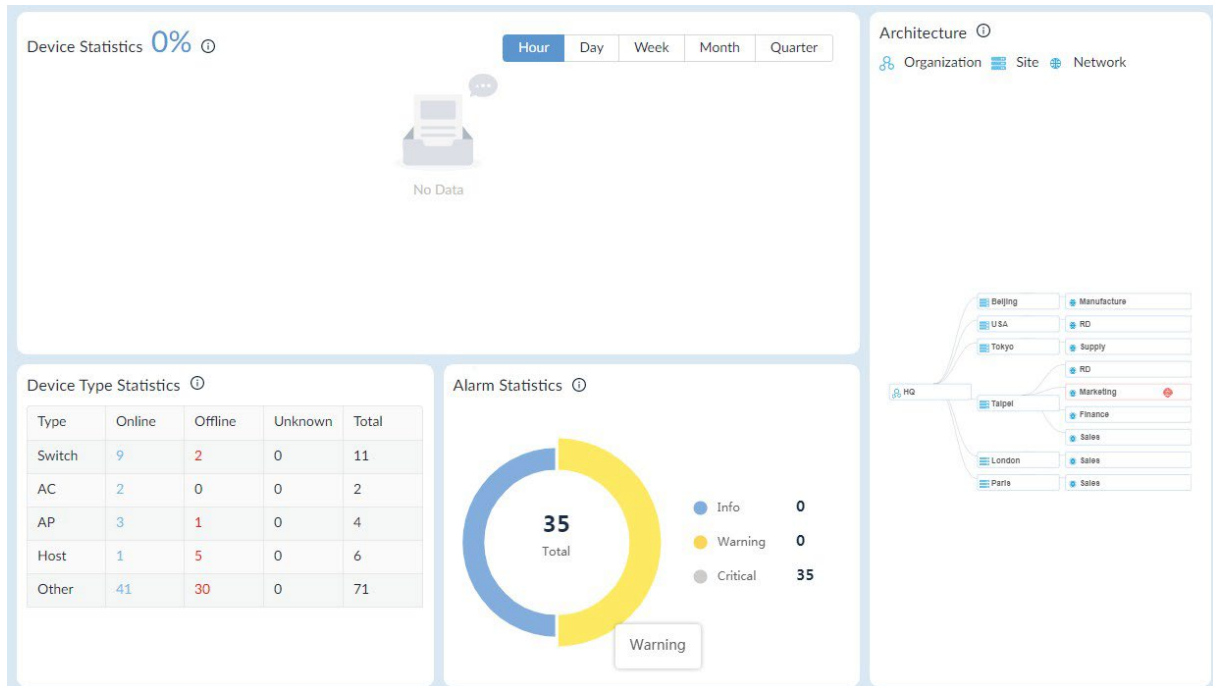 Device Statistics 0%
Hour Day Week Month Quarter
No Data
Device Type Statistics
Type Online Offline Unknown Total
Switch 9 2 0 11
AC 2 0 0 2
AP 3 1 0 4
Host 1 5 0 6
Other 41 30 0 71
Alarm Statistics
35
Total
Info 0
Warning 0
Critical 35
Warning
Architecture
Organization Site Network
HQ
Beijing Manufacture
USA RD
Tokyo Supply
Taipei
RD
Marketing
Finance
Sales
London Sales
Paris Sales